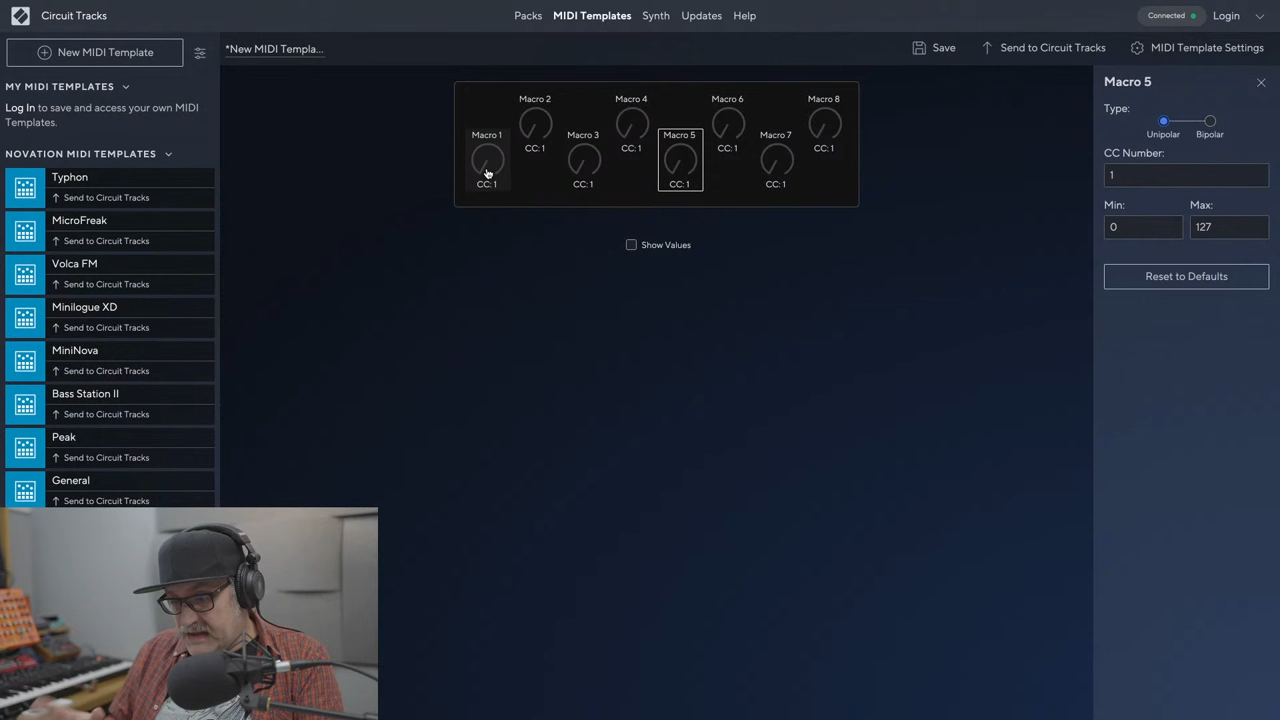 Circuit Tracks
Packs
MIDI Templates
Synth
Updates
Help
Connected
Login
New MIDI Template
*New MIDI Templa...
Save
Send to Circuit Tracks
MIDI Template Settings
MY MIDI TEMPLATES
Log In to save and access your own MIDI
Templates.
NOVATION MIDI TEMPLATES
Typhon
Send to Circuit Tracks
MicroFreak
Send to Circuit Tracks
Volca FM
Send to Circuit Tracks
Minilogue XD
Send to Circuit Tracks
MiniNova
Send to Circuit Tracks
Bass Station II
Send to Circuit Tracks
Peak
Send to Circuit Tracks
General
Send to Circuit Tracks
Macro 1
CC: 1
Macro 2
CC: 1
Macro 3
CC: 1
Macro 4
CC: 1
Macro 5
CC: 1
Macro 6
CC: 1
Macro 7
CC: 1
Macro 8
CC: 1
Show Values
Macro 5
Type:
Unipolar
Bipolar
CC Number:
1
Min:
Max:
0
127
Reset to Defaults